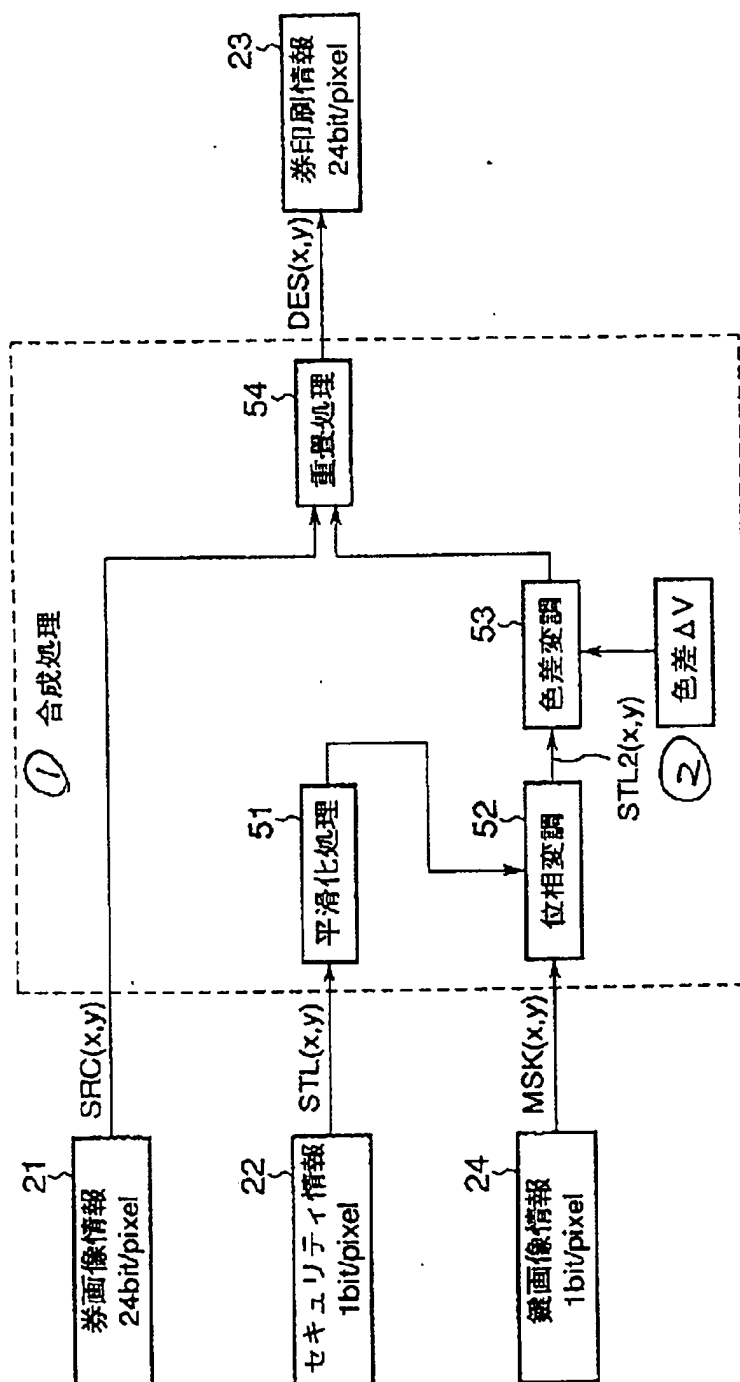 21
券画像情報
24bit/pixel
SRC(x,y)
① 合成処理
22
セキュリティ情報
1bit/pixel
STL(x,y)
51
平滑化処理
24
鍵画像情報
1bit/pixel
MSK(x,y)
52
位相変調
STL2(x,y)
②
53
色差変調
色差ΔV
54
重畳処理
DES(x,y)
23
券印刷情報
24bit/pixel